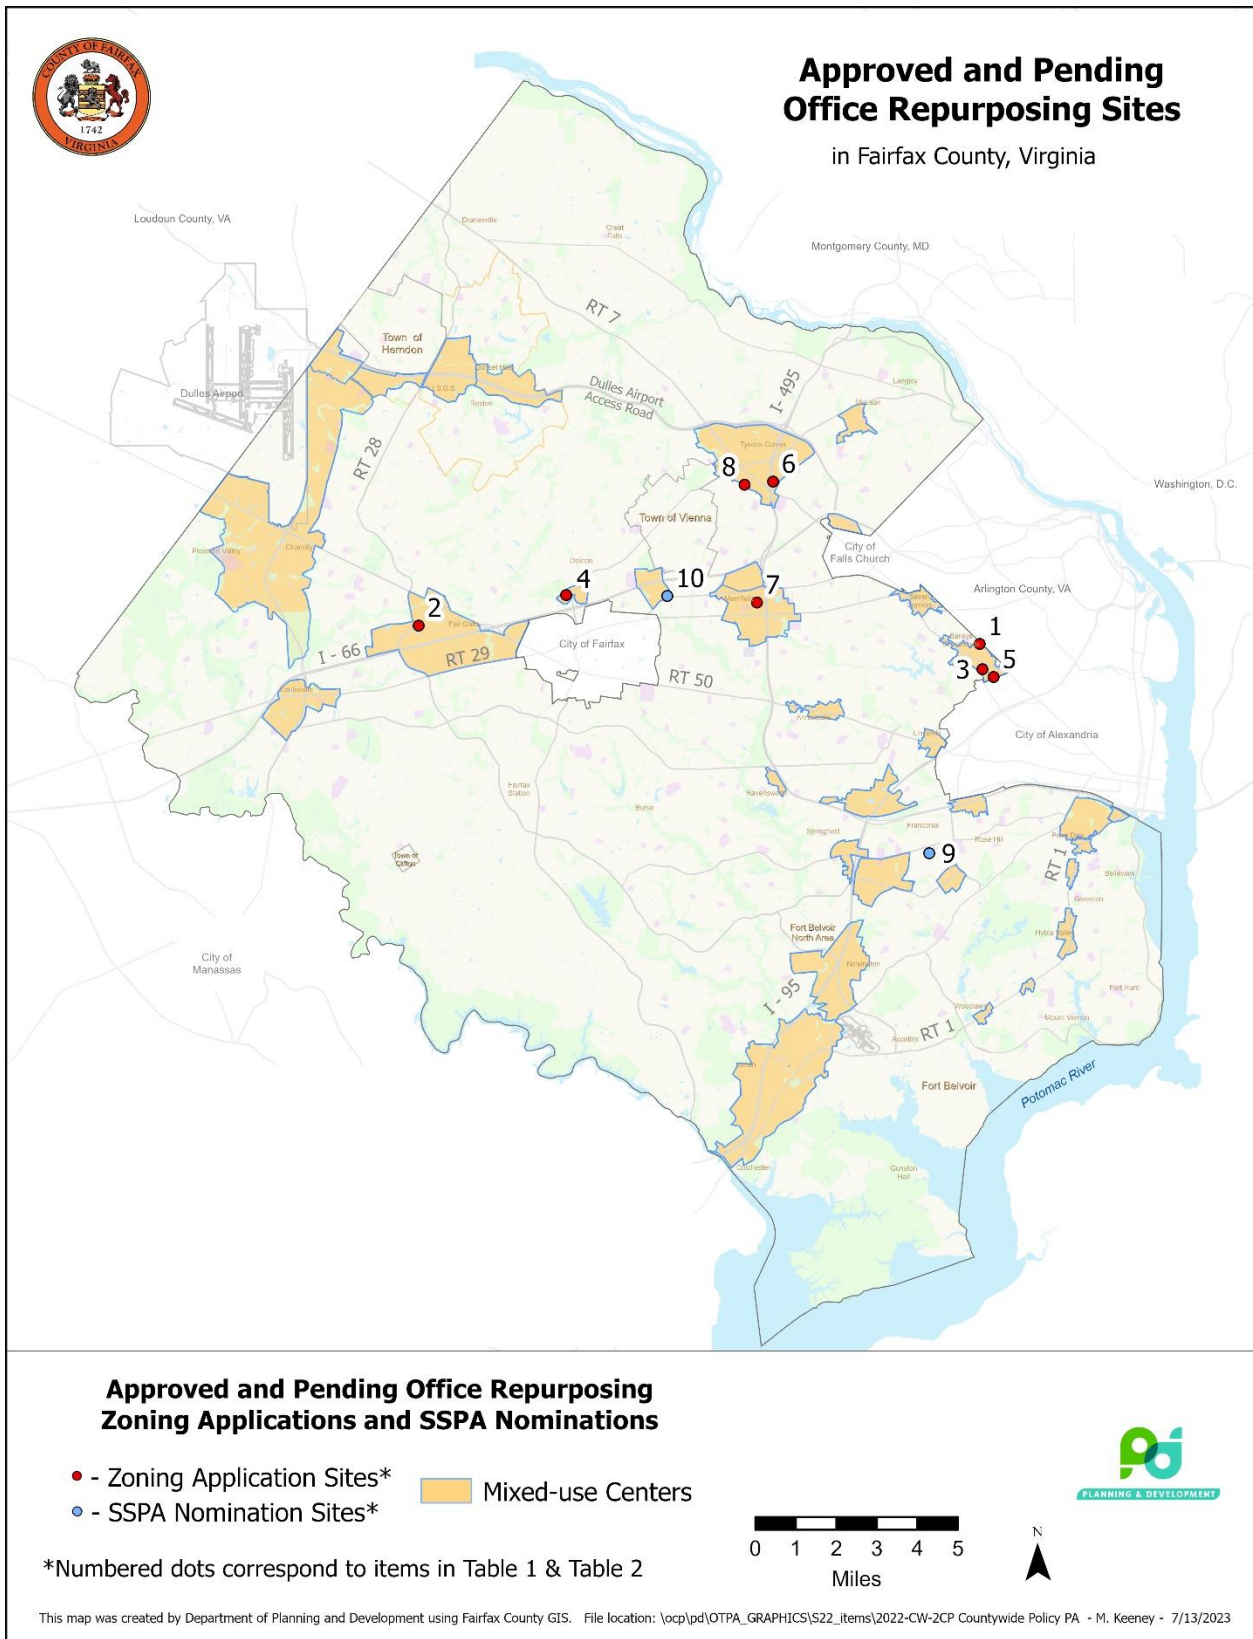 COUNTY OF FAIRFAX
1742
VIRGINIA
Approved and Pending
Office Repurposing Sites
in Fairfax County, Virginia
Loudoun County, VA
Dranesville
Great
Falls
Montgomery County, MD
RT 7
Town of
Herndon
Dulles Airport
Dulles Airport
Access Road
I- 495
Langley
McLean
Reston
RT 28
Tysons Corner
8
6
Washington, D.C.
Town of Vienna
City of
Falls Church
Pleasant Valley
Chantilly
Oakton
4
10
Merrifield
7
Arlington County, VA
Seven
Corners
2
Fair Oaks
I - 66
RT 29
City of Fairfax
RT 50
Baileys
1
3
5
Centreville
Annandale
City of Alexandria
Fairfax
Station
Burke
Ravensworth
Springfield
Franconia
Rose Hill
9
RT 1
Belleview
Groveton
Town of
Clifton
Fort Belvoir
North Area
Hybla Valley
Newington
City of
Manassas
I - 95
Woodlawn
Fort Hunt
Mount Vernon
Accotink
RT 1
Lorton
Fort Belvoir
Potomac River
Colchester
Gunston
Hall
Approved and Pending Office Repurposing
Zoning Applications and SSPA Nominations
- Zoning Application Sites*
Mixed-use Centers
- SSPA Nomination Sites*
*Numbered dots correspond to items in Table 1 & Table 2
0 1 2 3 4 5
Miles
N
pd
PLANNING & DEVELOPMENT
This map was created by Department of Planning and Development using Fairfax County GIS. File location: \ocp\pd\OTPA_GRAPHICS\S22_items\2022-CW-2CP Countywide Policy PA - M. Keeney - 7/13/2023